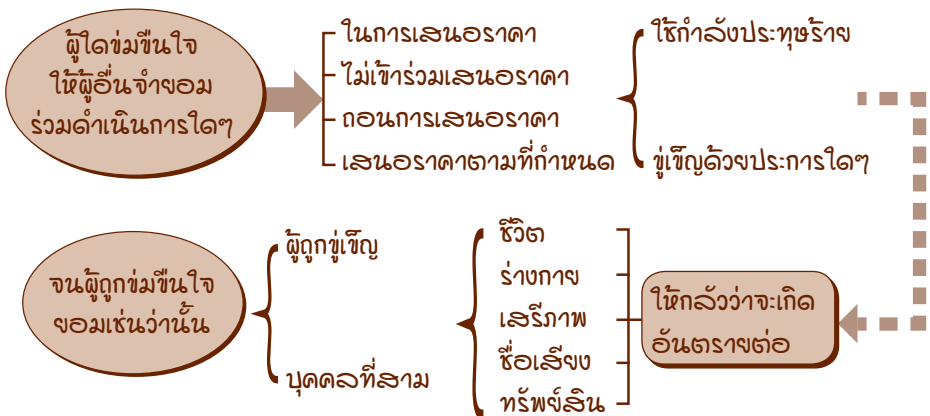 ผู้ใดข่มขืนใจ
ให้ผู้อื่นจำยอม
ร่วมดำเนินการใดๆ
ในการเสนอราคา
ไม่เข้าร่วมเสนอราคา
ถอนการเสนอราคา
เสนอราคาตามที่กำหนด
ใช้กำลังประทุษร้าย
ขู่เข็ญด้วยประการใดๆ
ให้กลัวว่าจะเกิด
อันตรายต่อ
ชีวิต
ร่างกาย
เสรีภาพ
ชื่อเสียง
ทรัพย์สิน
ผู้ถูกขู่เข็ญ
บุคคลที่สาม
จนผู้ถูกข่มขืนใจ
ยอมเช่นว่านั้น